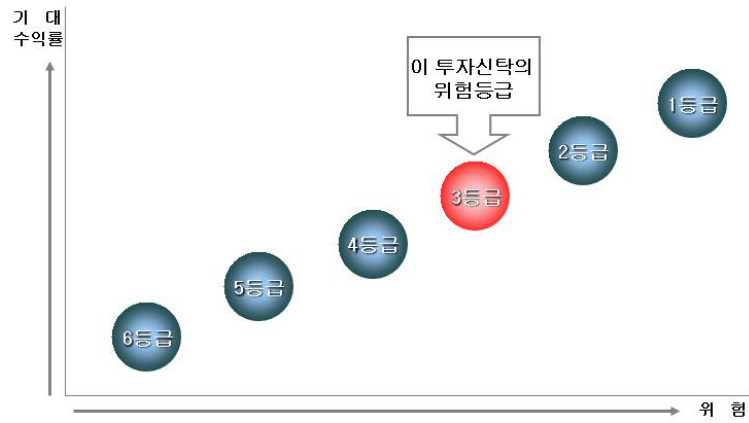 기 대
수익률
이 투자신탁의
위험등급
1등급
2등급
3등급
4등급
5등급
6등급
위 험